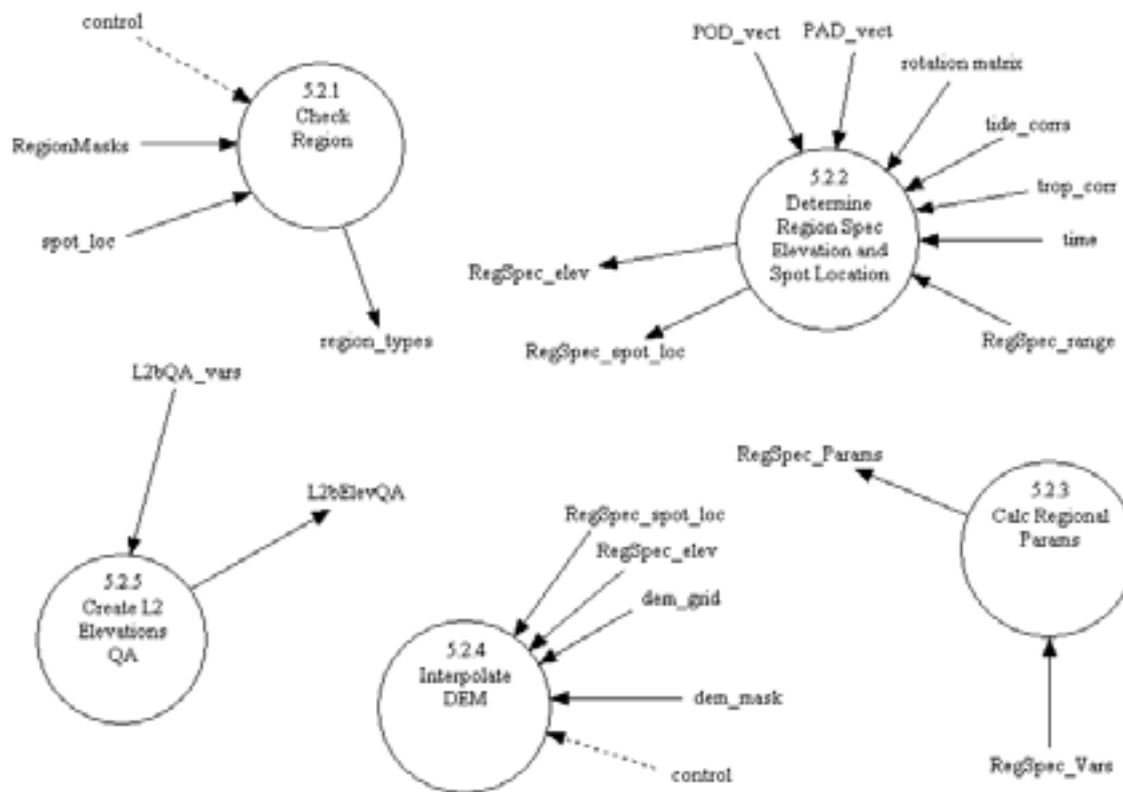 control
5.2.1
Check
Region
RegionMasks
spot_loc
region_types
POD_vect
PAD_vect
rotation matrix
tide_corrs
trop_corr
time
RegSpec_range
5.2.2
Determine
Region Spec
Elevation and
Spot Location
RegSpec_elev
RegSpec_spot_loc
L2bQA_vars
L2bElevQA
5.2.5
Create L2
Elevations
QA
RegSpec_spot_loc
RegSpec_elev
dem_grid
5.2.4
Interpolate
DEM
dem_mask
control
RegSpec_Params
5.2.3
Calc Regional
Params
RegSpec_Vars